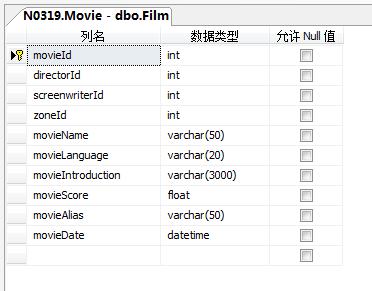 N0319.Movie - dbo.Film
列名 数据类型 允许 Null 值
movieId int
directorId int
screenwriterId int
zoneId int
movieName varchar(50)
movieLanguage varchar(20)
movieIntroduction varchar(3000)
movieScore float
movieAlias varchar(50)
movieDate datetime